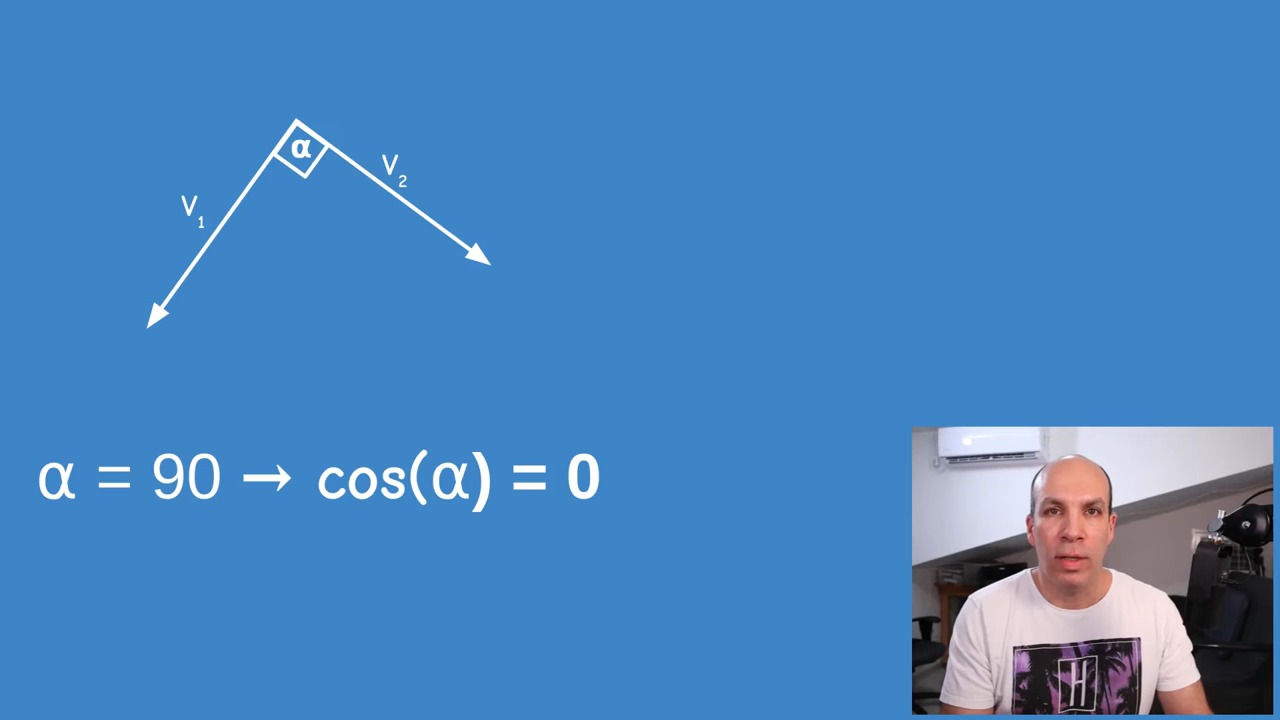 α
V₂
V₁
α = 90 → cos(α) = 0
H